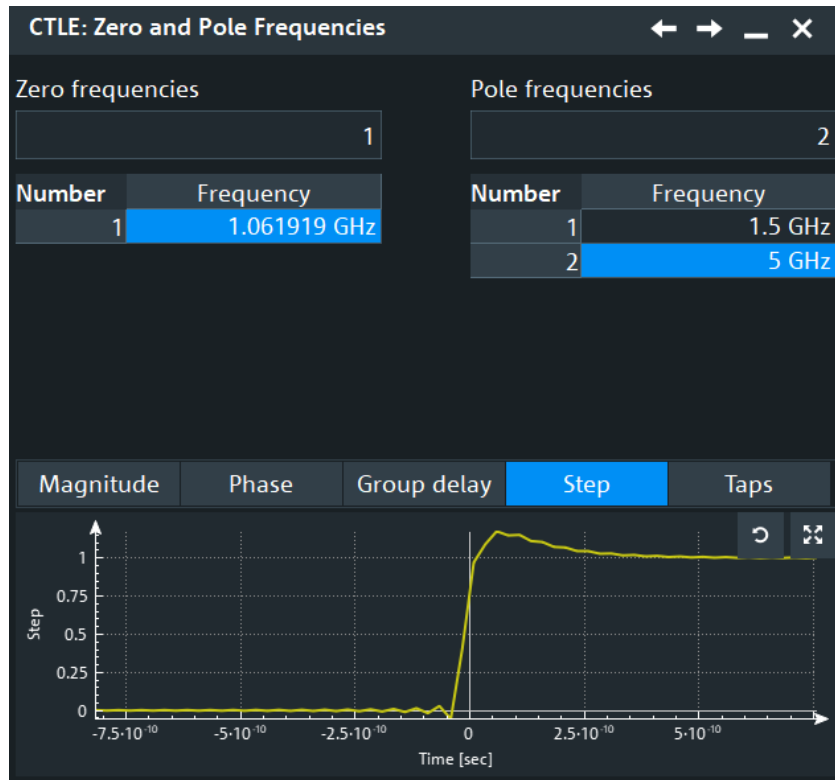 CTLE: Zero and Pole Frequencies
Zero frequencies
1
Number Frequency
1 1.061919 GHz
Pole frequencies
2
Number Frequency
1 1.5 GHz
2 5 GHz
Magnitude Phase Group delay Step Taps
Step
1
0.75
0.5
0.25
0
-7.5·10⁻¹⁰ -5·10⁻¹⁰ -2.5·10⁻¹⁰ 0 2.5·10⁻¹⁰ 5·10⁻¹⁰
Time [sec]